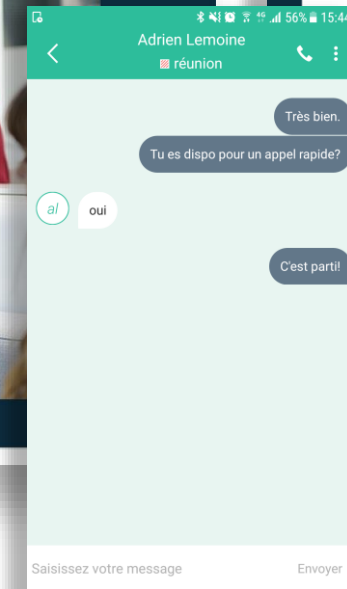 56% 15:44
Adrien Lemoine
réunion
Très bien.
Tu es dispo pour un appel rapide?
al
oui
C'est parti!
Saisissez votre message
Envoyer